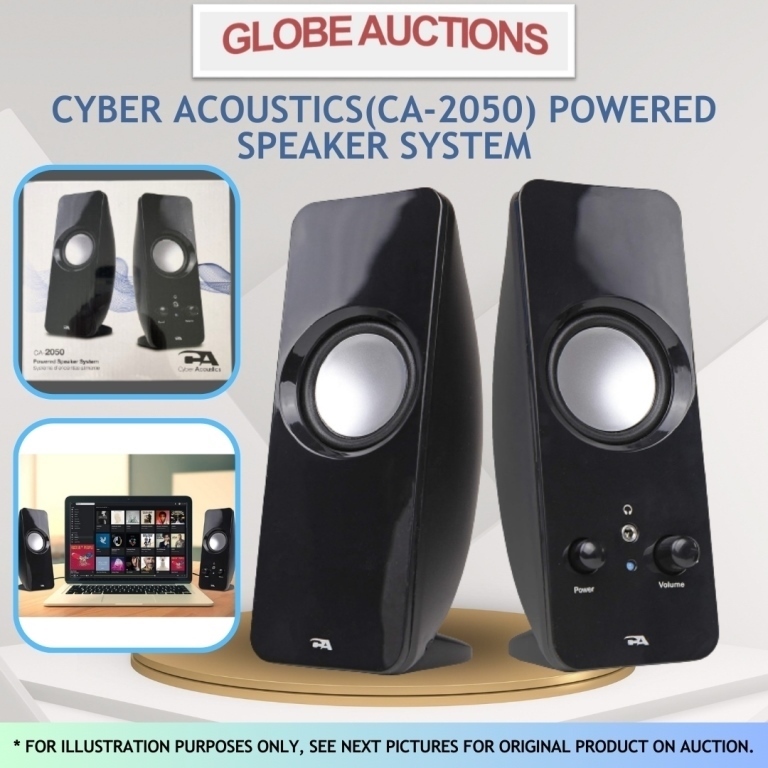 GLOBE AUCTIONS
CYBER ACOUSTICS(CA-2050) POWERED
SPEAKER SYSTEM
CA-2050
Powered Speaker System
CA
Cyber Acoustics
Power
Volume
CA
CA
* FOR ILLUSTRATION PURPOSES ONLY, SEE NEXT PICTURES FOR ORIGINAL PRODUCT ON AUCTION.